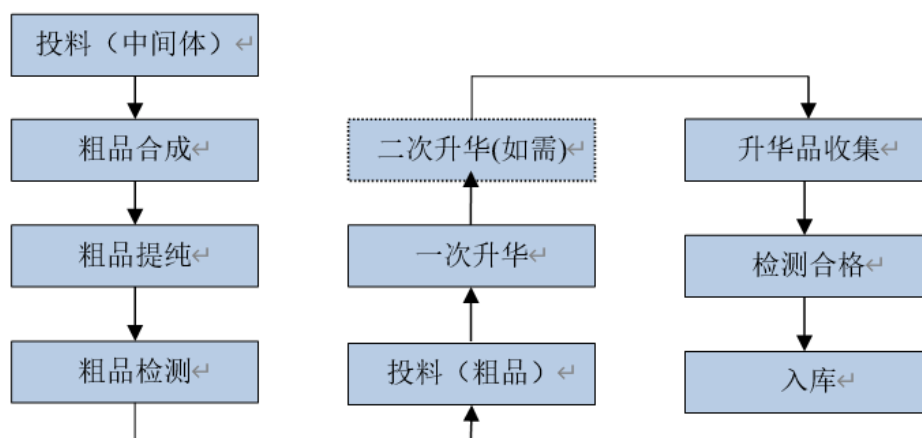 投料（中间体）
粗品合成
粗品提纯
粗品检测
投料（粗品）
一次升华
二次升华(如需)
升华品收集
检测合格
入库